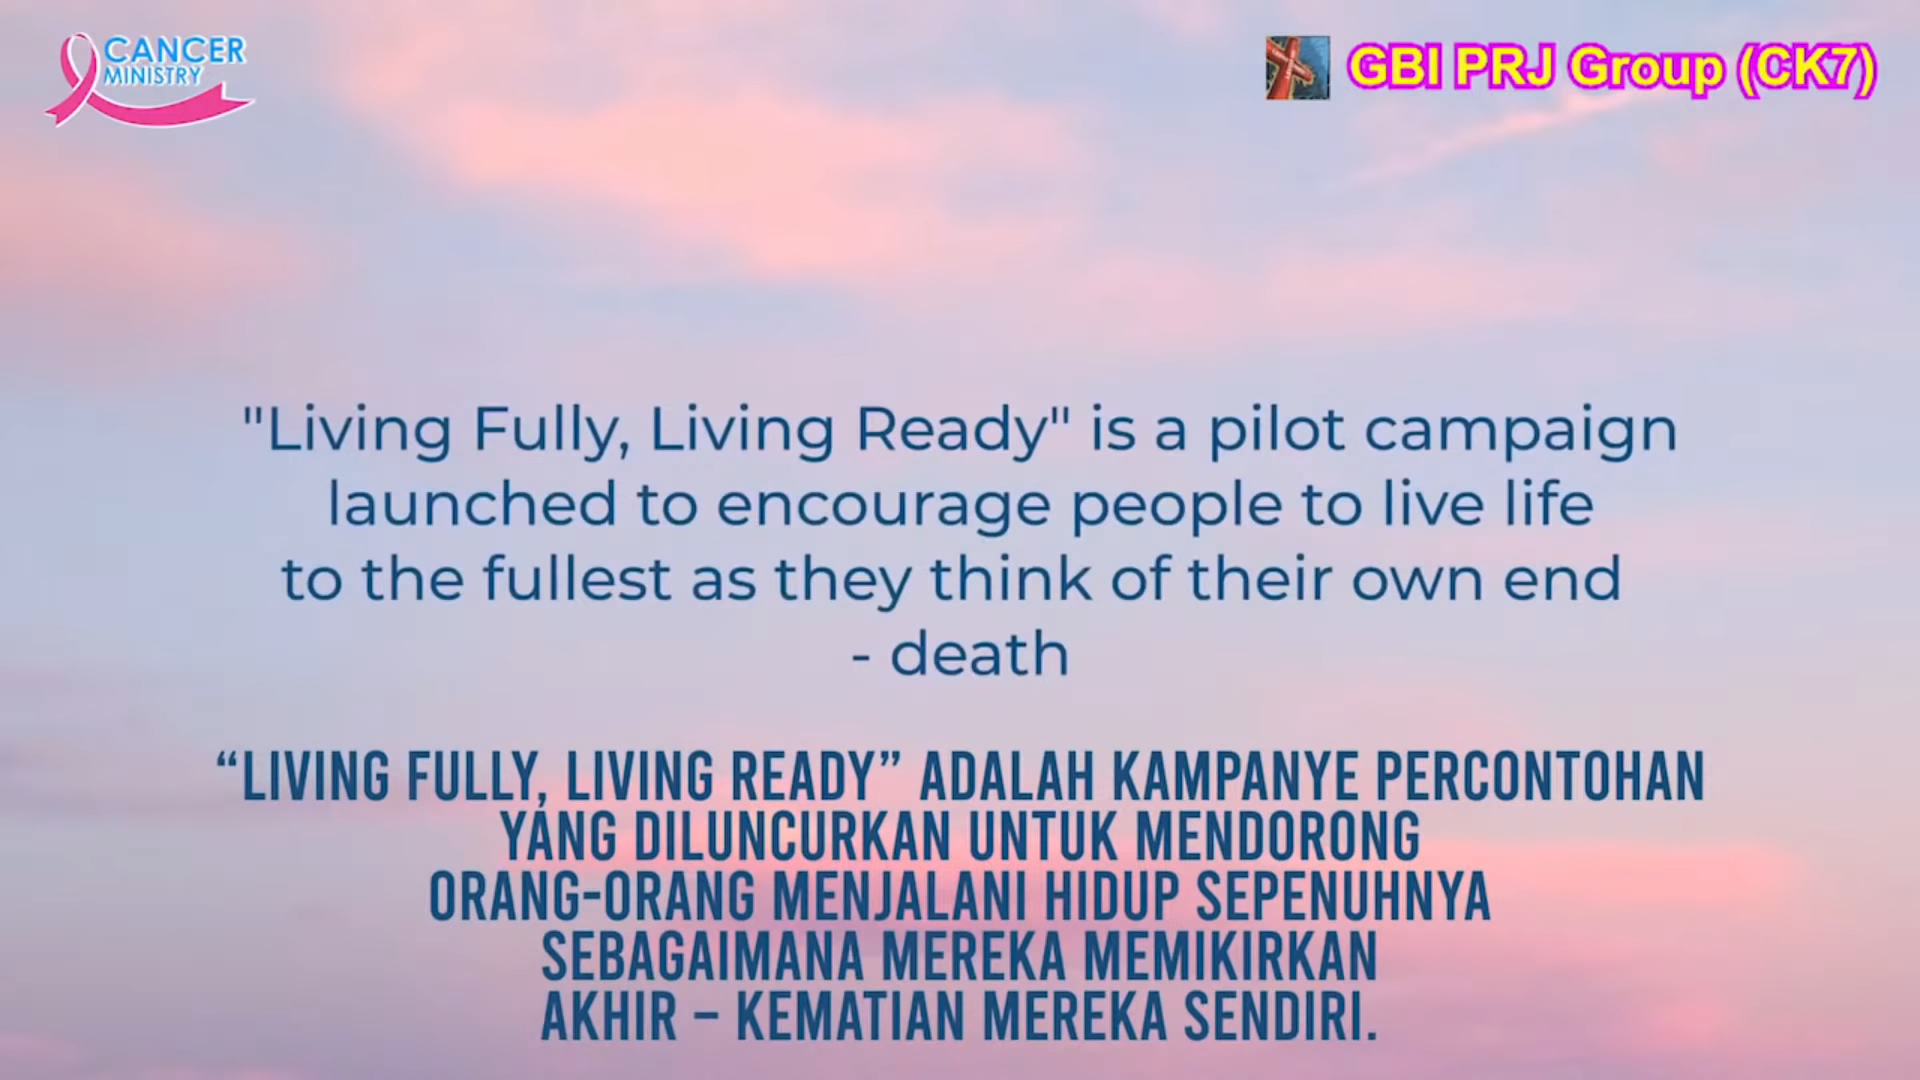 CANCER
MINISTRY
GBI PRJ Group (CK7)
"Living Fully, Living Ready" is a pilot campaign
launched to encourage people to live life
to the fullest as they think of their own end
- death
“LIVING FULLY, LIVING READY” ADALAH KAMPANYE PERCONTOHAN
YANG DILUNCURKAN UNTUK MENDORONG
ORANG-ORANG MENJALANI HIDUP SEPENUHNYA
SEBAGAIMANA MEREKA MEMIKIRKAN
AKHIR – KEMATIAN MEREKA SENDIRI.